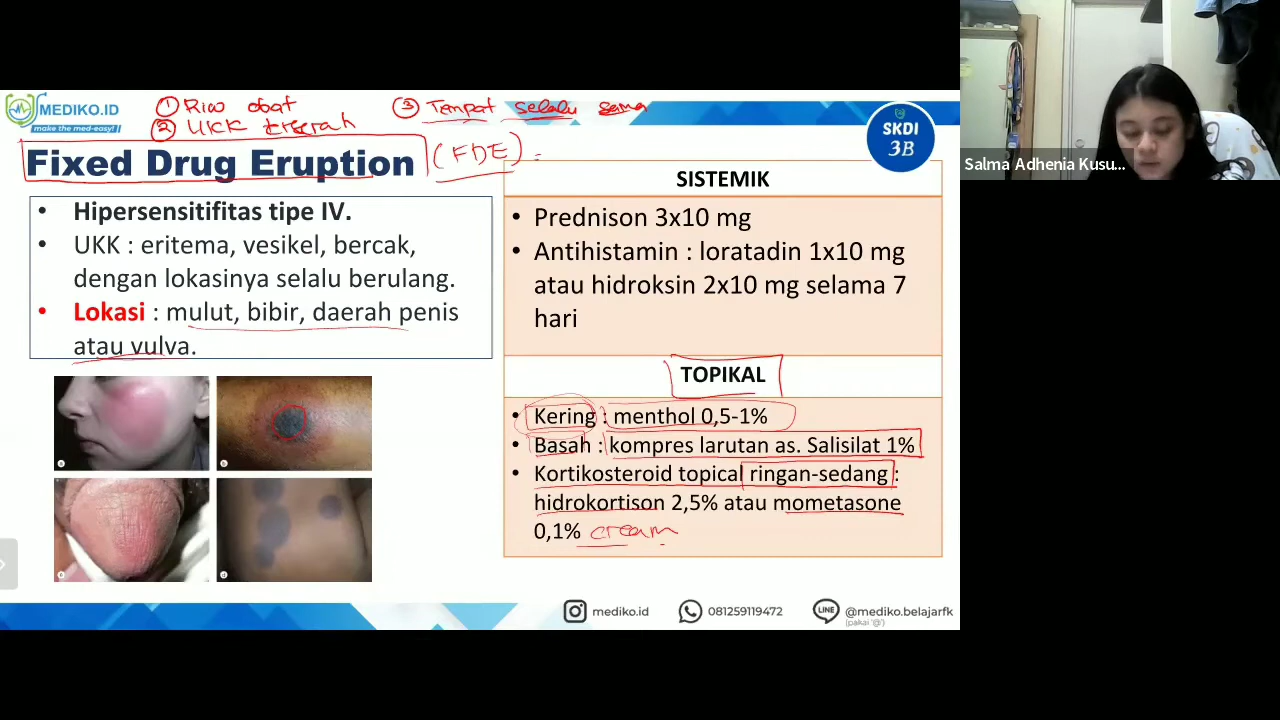 MEDIKO.ID
make the med-easy!
① Riw obat
② UKK
③ Tempat selalu sama
Fixed Drug Eruption (FDE)
SKDI
3B
• Hipersensitifitas tipe IV.
• UKK : eritema, vesikel, bercak,
dengan lokasinya selalu berulang.
• Lokasi : mulut, bibir, daerah penis
atau vulva.
SISTEMIK
• Prednison 3x10 mg
• Antihistamin : loratadin 1x10 mg
atau hidroksin 2x10 mg selama 7
hari
TOPIKAL
• Kering : menthol 0,5-1%
• Basah : kompres larutan as. Salisilat 1%
• Kortikosteroid topical ringan-sedang :
hidrokortison 2,5% atau mometasone
0,1% cream
mediko.id
081259119472
LINE
@mediko.belajarfk
(pakai '@')
Salma Adhenia Kusu...